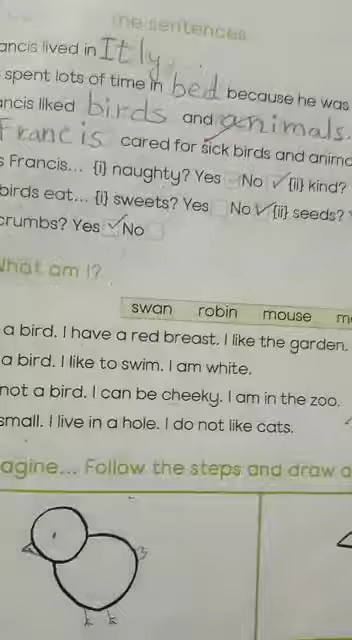 the sentences
ancis lived in Itly.
spent lots of time in bed because he was
ancis liked birds and animals.
Francis cared for sick birds and anima
s Francis... {i} naughty? Yes No ✓ {ii} kind?
birds eat... {i} sweets? Yes No ✓ {ii} seeds? Y
crumbs? Yes ✓ No
What am I?
swan robin mouse m
a bird. I have a red breast. I like the garden.
a bird. I like to swim. I am white.
not a bird. I can be cheeky. I am in the zoo.
small. I live in a hole. I do not like cats.
agine... Follow the steps and draw a